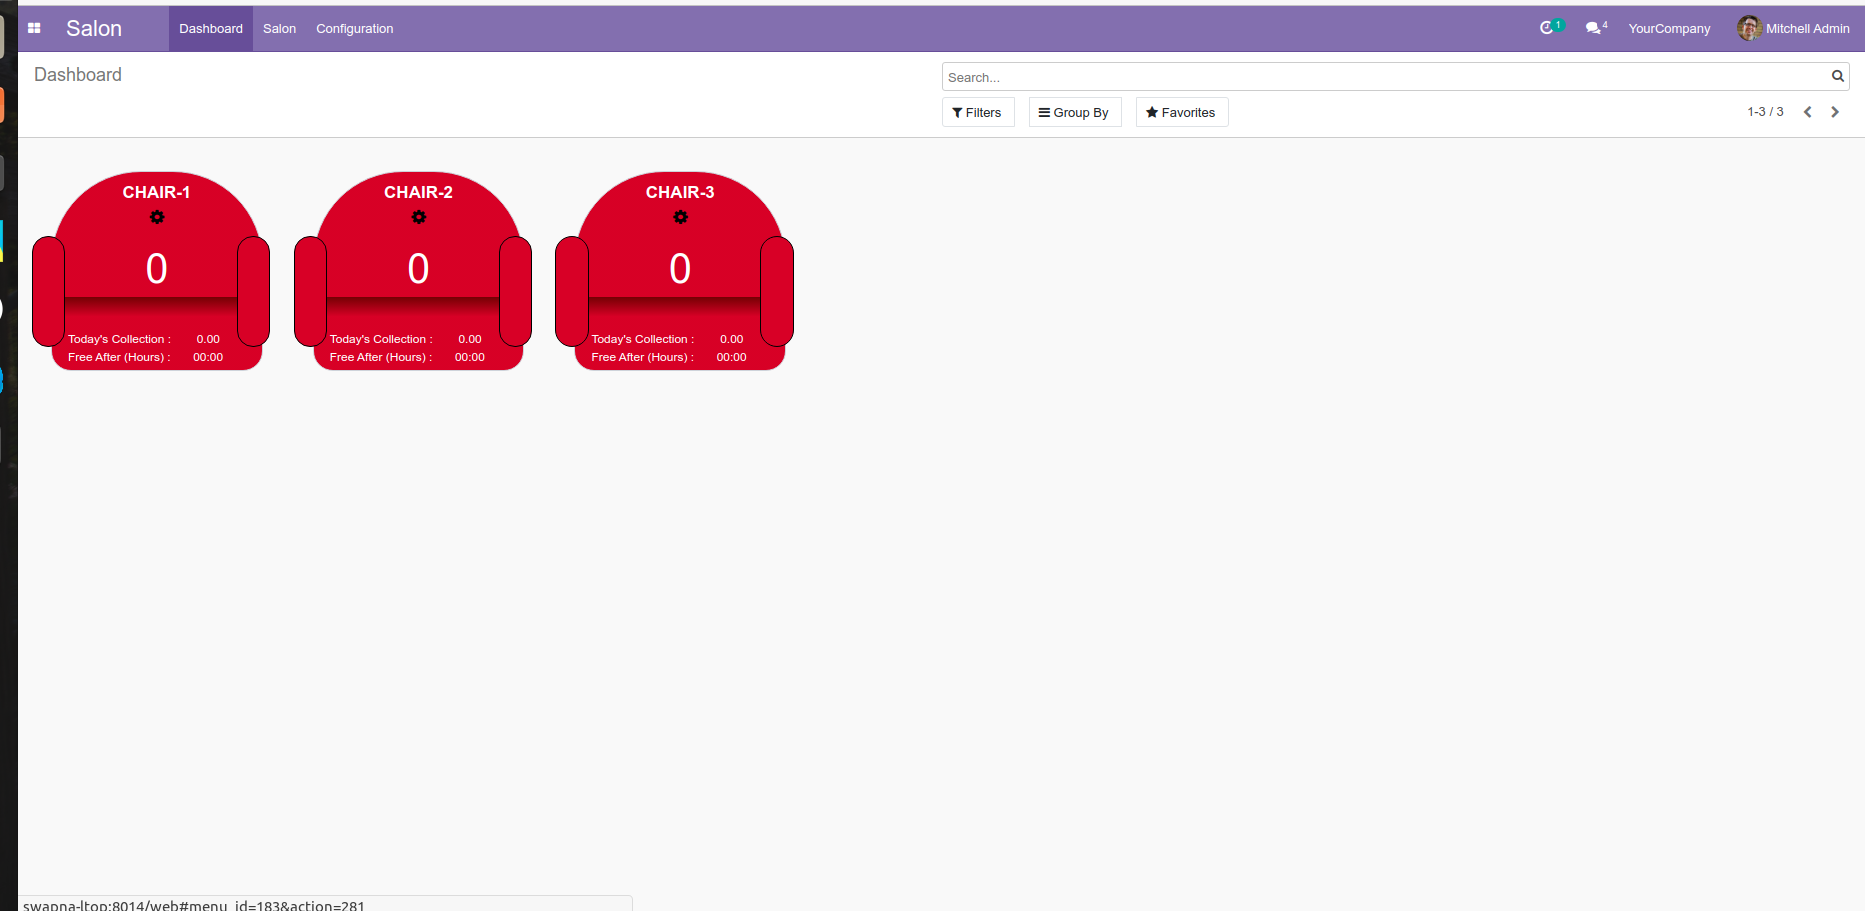 Salon Dashboard Salon Configuration 1 4 YourCompany Mitchell Admin
Dashboard
Search...
Filters Group By Favorites 1-3 / 3
CHAIR-1 CHAIR-2 CHAIR-3
0 0 0
Today's Collection : 0.00 Today's Collection : 0.00 Today's Collection : 0.00
Free After (Hours) : 00:00 Free After (Hours) : 00:00 Free After (Hours) : 00:00
swapna-ltop:8014/web#menu_id=183&action=281